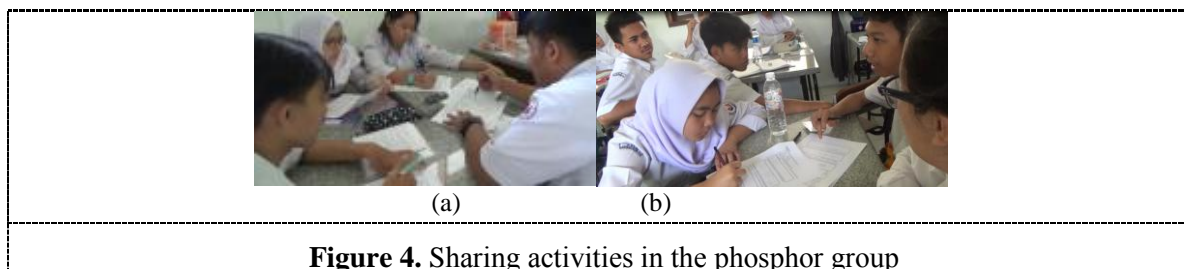 (a) (b)
Figure 4. Sharing activities in the phosphor group